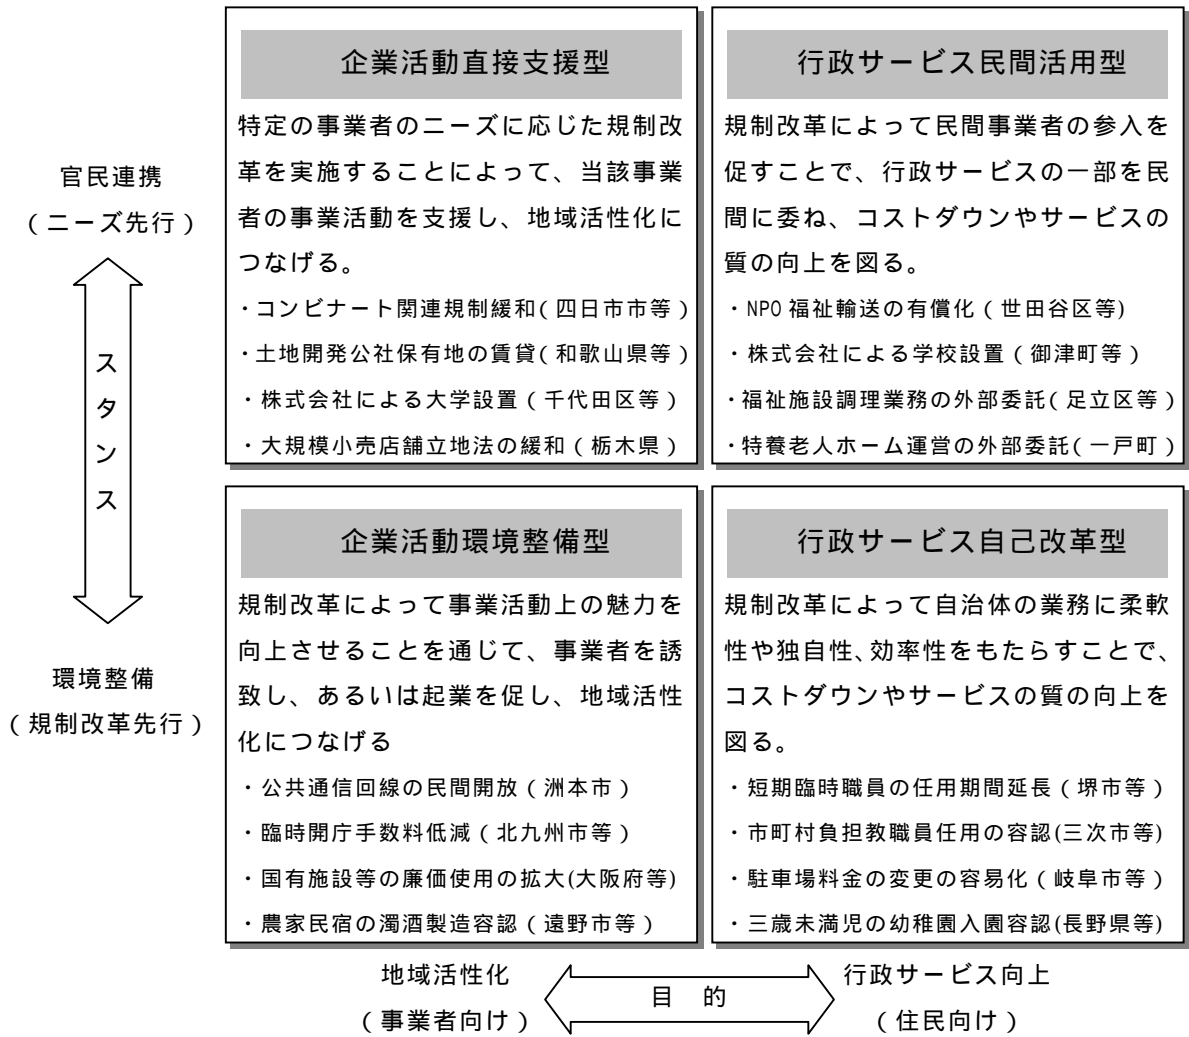 企業活動直接支援型
特定の事業者のニーズに応じた規制改
革を実施することによって、当該事業
者の事業活動を支援し、地域活性化に
つなげる。
・コンビナート関連規制緩和(四日市市等)
・土地開発公社保有地の賃貸(和歌山県等)
・株式会社による大学設置(千代田区等)
・大規模小売店舗立地法の緩和(栃木県)
行政サービス民間活用型
規制改革によって民間事業者の参入を
促すことで、行政サービスの一部を民
間に委ね、コストダウンやサービスの
質の向上を図る。
・NPO 福祉輸送の有償化(世田谷区等)
・株式会社による学校設置(御津町等)
・福祉施設調理業務の外部委託(足立区等)
・特養老人ホーム運営の外部委託(一戸町)
官民連携
(ニーズ先行)
スタンス
環境整備
(規制改革先行)
企業活動環境整備型
規制改革によって事業活動上の魅力を
向上させることを通じて、事業者を誘
致し、あるいは起業を促し、地域活性
化につなげる
・公共通信回線の民間開放(洲本市)
・臨時開庁手数料低減(北九州市等)
・国有施設等の廉価使用の拡大(大阪府等)
・農家民宿の濁酒製造容認(遠野市等)
行政サービス自己改革型
規制改革によって自治体の業務に柔軟
性や独自性、効率性をもたらすことで、
コストダウンやサービスの質の向上を
図る。
・短期臨時職員の任用期間延長(堺市等)
・市町村負担教職員任用の容認(三次市等)
・駐車場料金の変更の容易化(岐阜市等)
・三歳未満児の幼稚園入園容認(長野県等)
地域活性化
(事業者向け)
目 的
行政サービス向上
(住民向け)